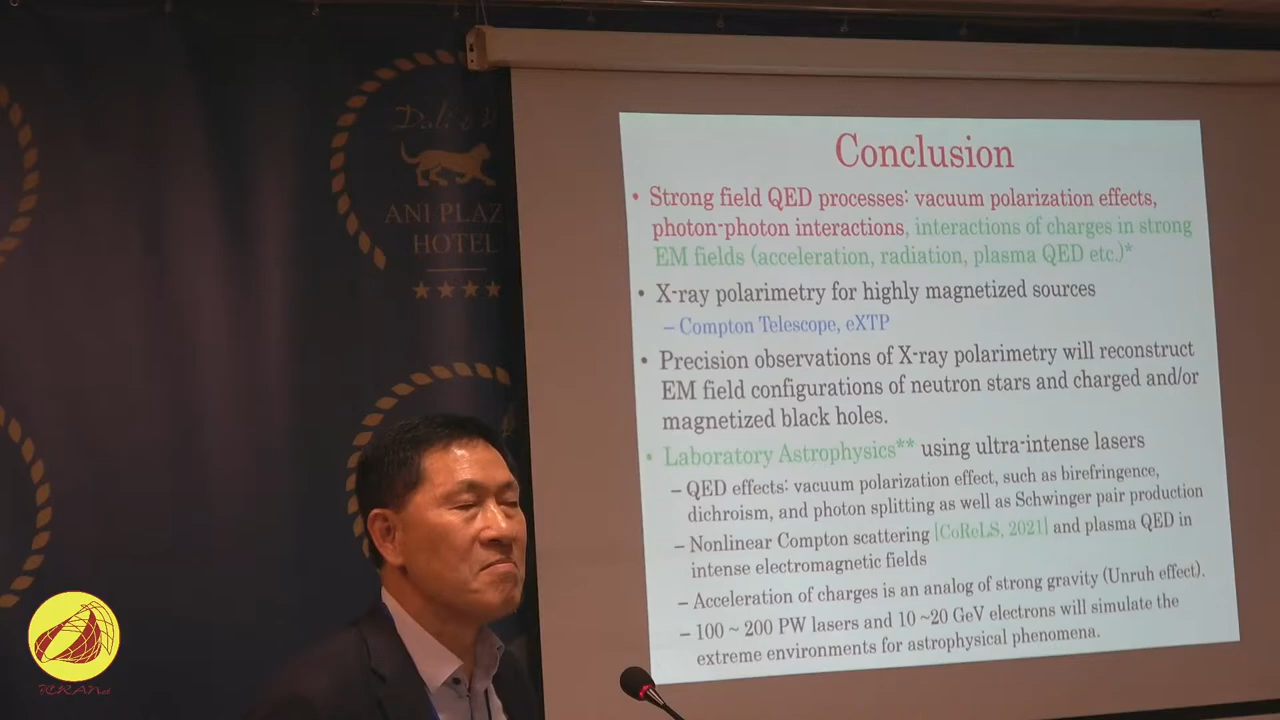 ANI PLAZ
HOTEL
Conclusion
• Strong field QED processes: vacuum polarization effects,
photon-photon interactions, interactions of charges in strong
EM fields (acceleration, radiation, plasma QED etc.)*
• X-ray polarimetry for highly magnetized sources
– Compton Telescope, eXTP
• Precision observations of X-ray polarimetry will reconstruct
EM field configurations of neutron stars and charged and/or
magnetized black holes.
• Laboratory Astrophysics** using ultra-intense lasers
– QED effects: vacuum polarization effect, such as birefringence,
dichroism, and photon splitting as well as Schwinger pair production
– Nonlinear Compton scattering [CoReLS, 2021] and plasma QED in
intense electromagnetic fields
– Acceleration of charges is an analog of strong gravity (Unruh effect).
– 100 ~ 200 PW lasers and 10 ~20 GeV electrons will simulate the
extreme environments for astrophysical phenomena.
ICRANet